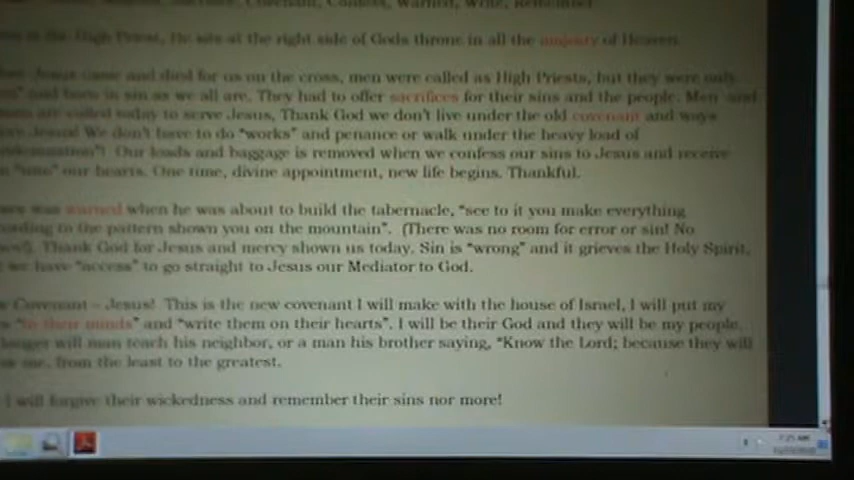 Covenant, Confess, Warned, Write, Remember
is the High Priest, He sits at the right side of Gods throne in all the majesty of Heaven.
Jesus came and died for us on the cross, men were called as High Priests, but they were only
and born in sin as we all are. They had to offer sacrifices for their sins and the people. Men and
are called today to serve Jesus, Thank God we don't live under the old covenant and ways
Jesus! We don't have to do "works" and penance or walk under the heavy load of
Our loads and baggage is removed when we confess our sins to Jesus and receive
our hearts. One time, divine appointment, new life begins. Thankful.
was warned when he was about to build the tabernacle, "see to it you make everything
to the pattern shown you on the mountain". (There was no room for error or sin! No
Thank God for Jesus and mercy shown us today. Sin is "wrong" and it grieves the Holy Spirit,
we have "access" to go straight to Jesus our Mediator to God.
Covenant – Jesus! This is the new covenant I will make with the house of Israel, I will put my
"to their minds" and "write them on their hearts". I will be their God and they will be my people.
longer will man teach his neighbor, or a man his brother saying, "Know the Lord; because they will
me, from the least to the greatest.
I will forgive their wickedness and remember their sins nor more!
7:25 AM